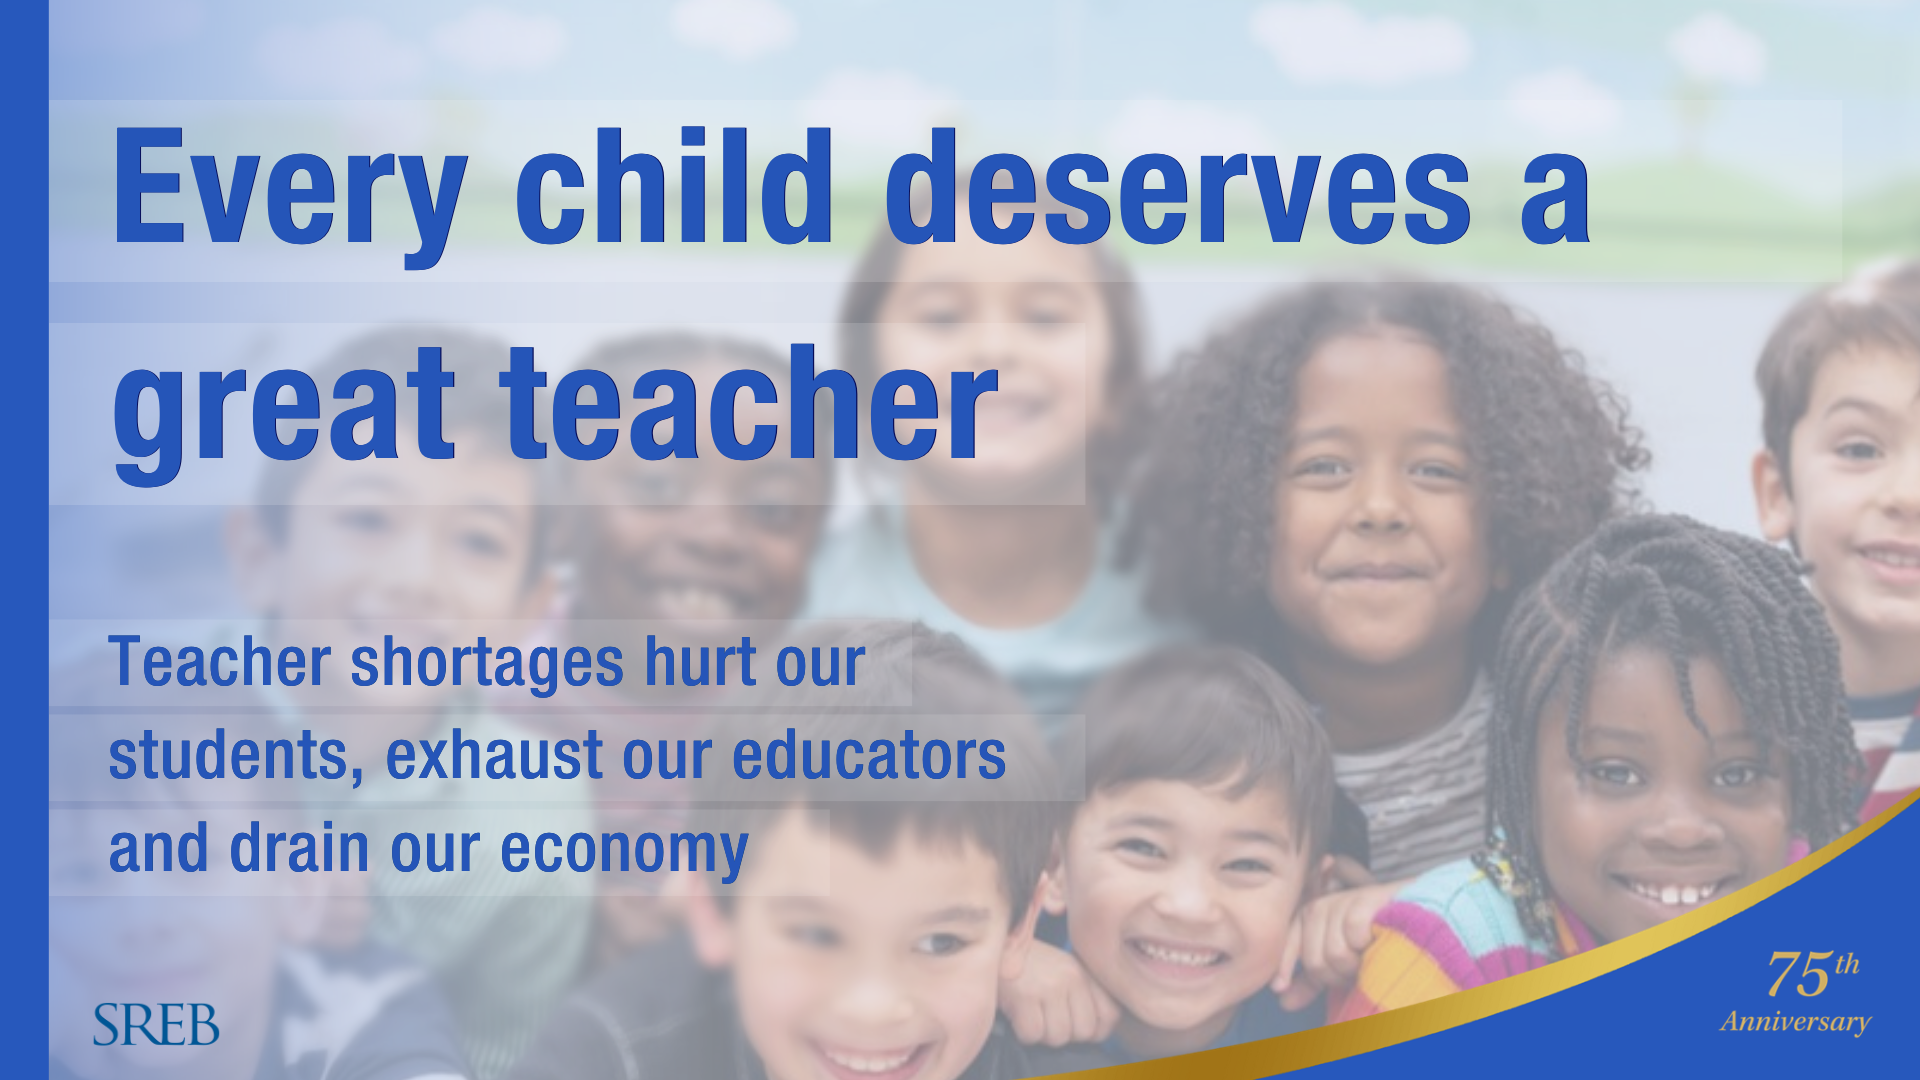 Every child deserves a
great teacher
Teacher shortages hurt our
students, exhaust our educators
and drain our economy
SREB
75th
Anniversary